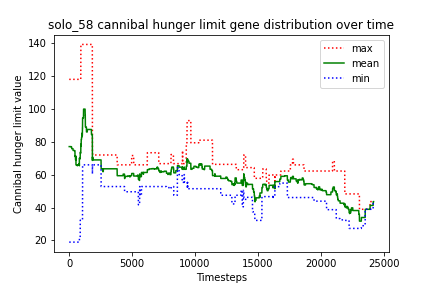 solo_58 cannibal hunger limit gene distribution over time
140
120
100
80
60
40
20
Cannibal hunger limit value
max
mean
min
0
5000
10000
15000
20000
25000
Timesteps